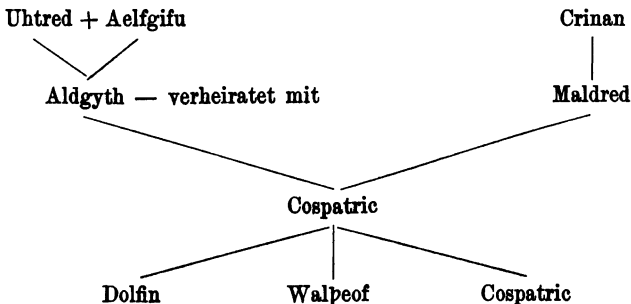 Uhtred + Aelfgifu Crinan
Aldgyth — verheiratet mit Maldred
Cospatric
Dolfin Walþeof Cospatric